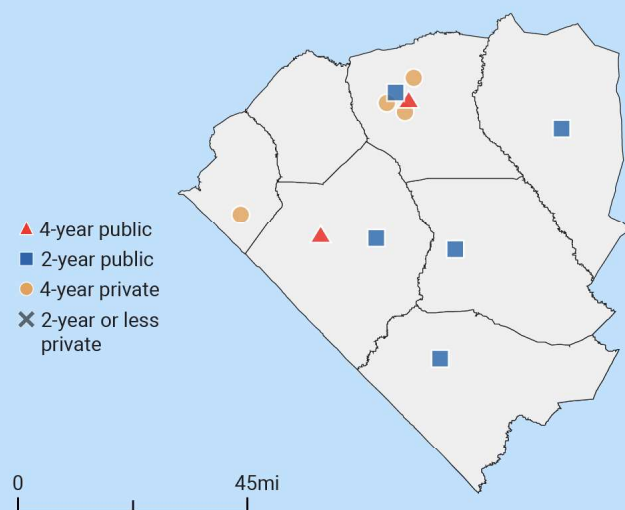 4-year public
2-year public
4-year private
2-year or less
private
0
45mi